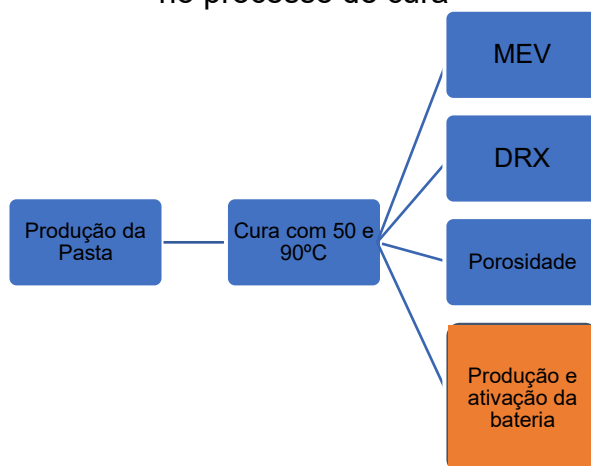 no processo de cura
MEV
DRX
Produção da
Pasta
Cura com 50 e
90ºC
Porosidade
Produção e
ativação da
bateria